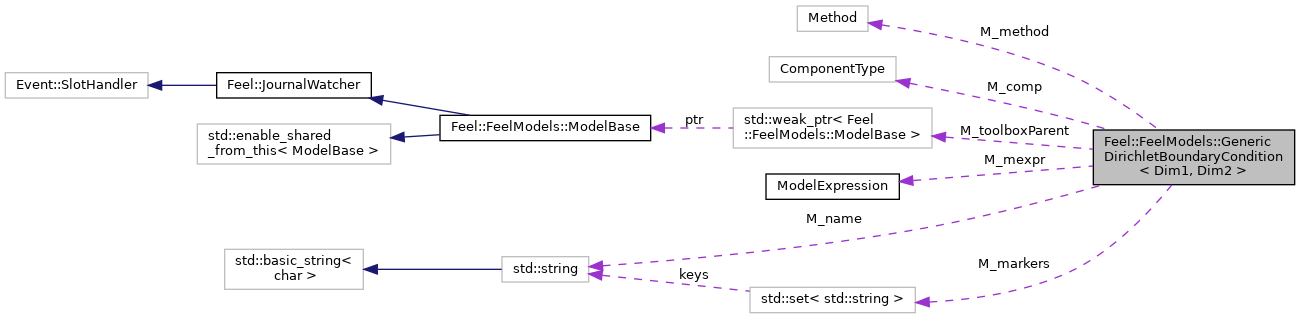 Method
M_method
ComponentType
M_comp
Event::SlotHandler
Feel::JournalWatcher
Feel::FeelModels::ModelBase
ptr
std::weak_ptr< Feel
::FeelModels::ModelBase >
M_toolboxParent
std::enable_shared
_from_this< ModelBase >
Feel::FeelModels::Generic
DirichletBoundaryCondition
< Dim1, Dim2 >
M_mexpr
ModelExpression
M_name
std::basic_string<
char >
std::string
keys
M_markers
std::set< std::string >